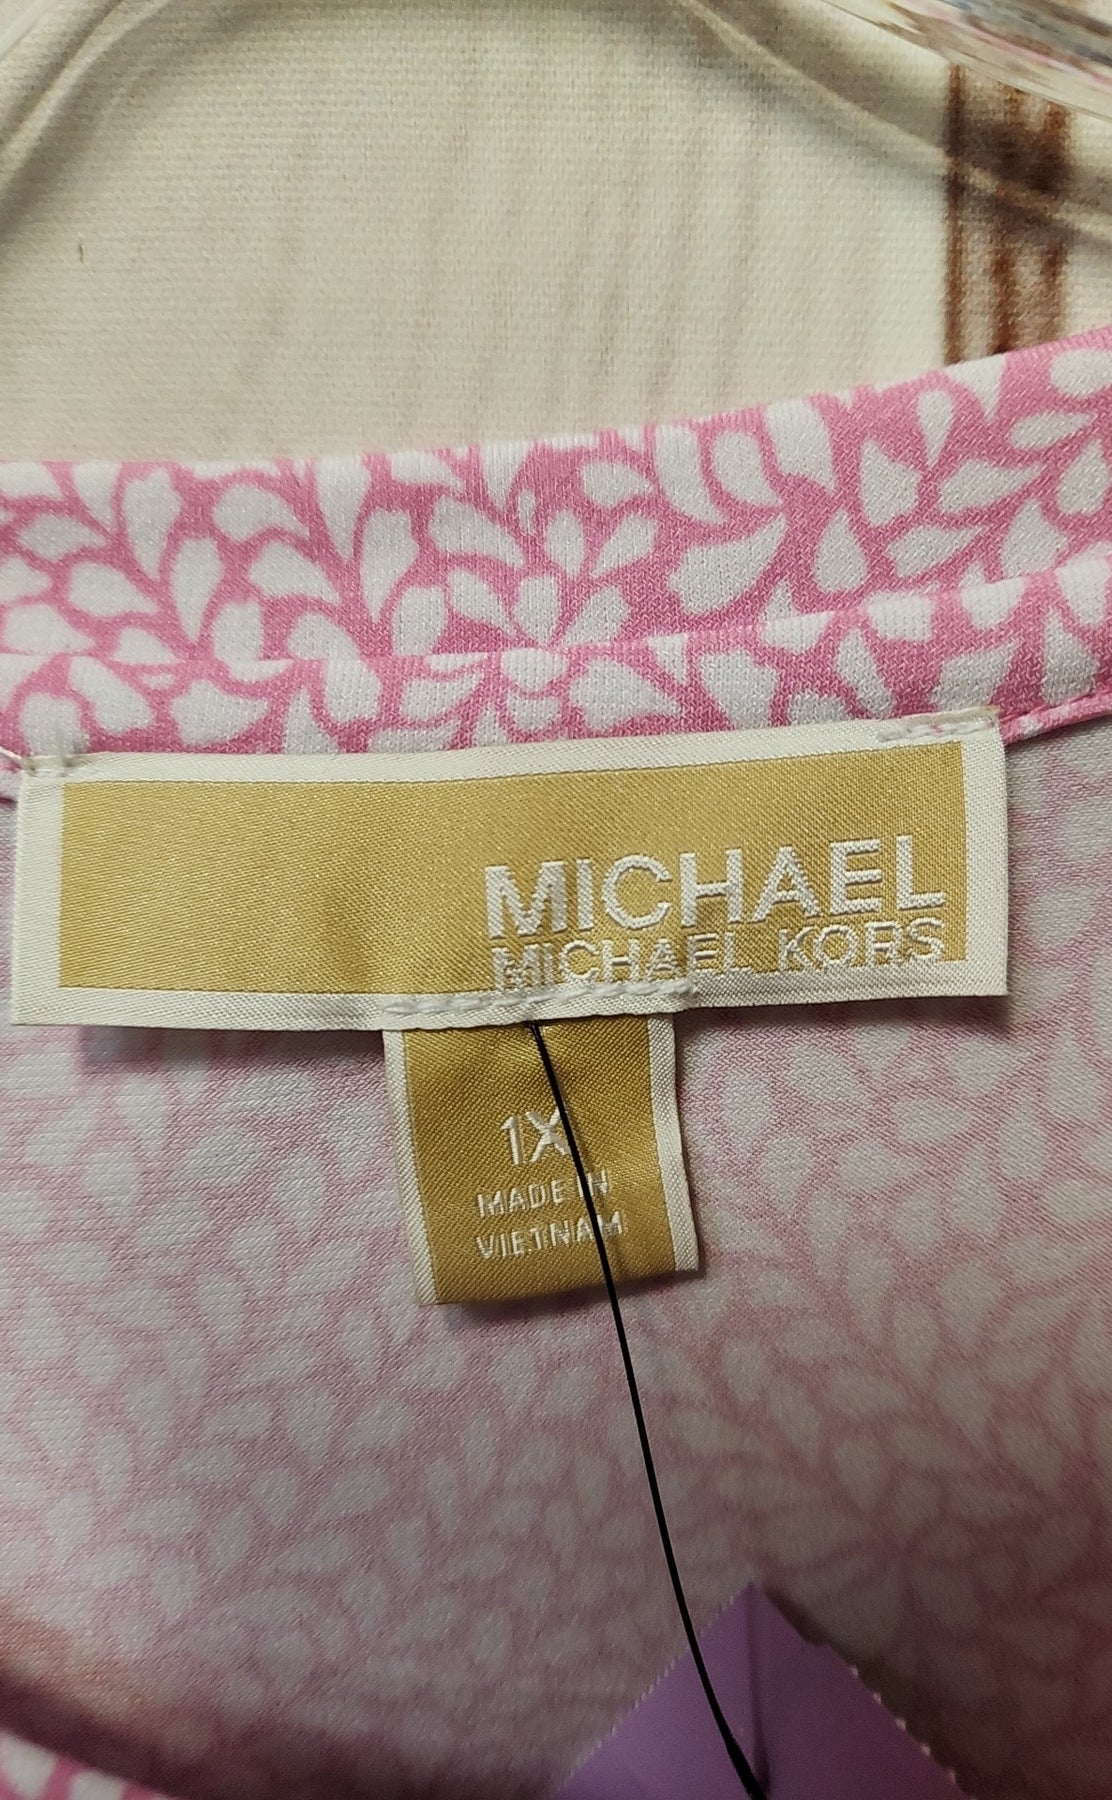 MICHAEL
MICHAEL KORS
1X
MADE IN
VIETNAM